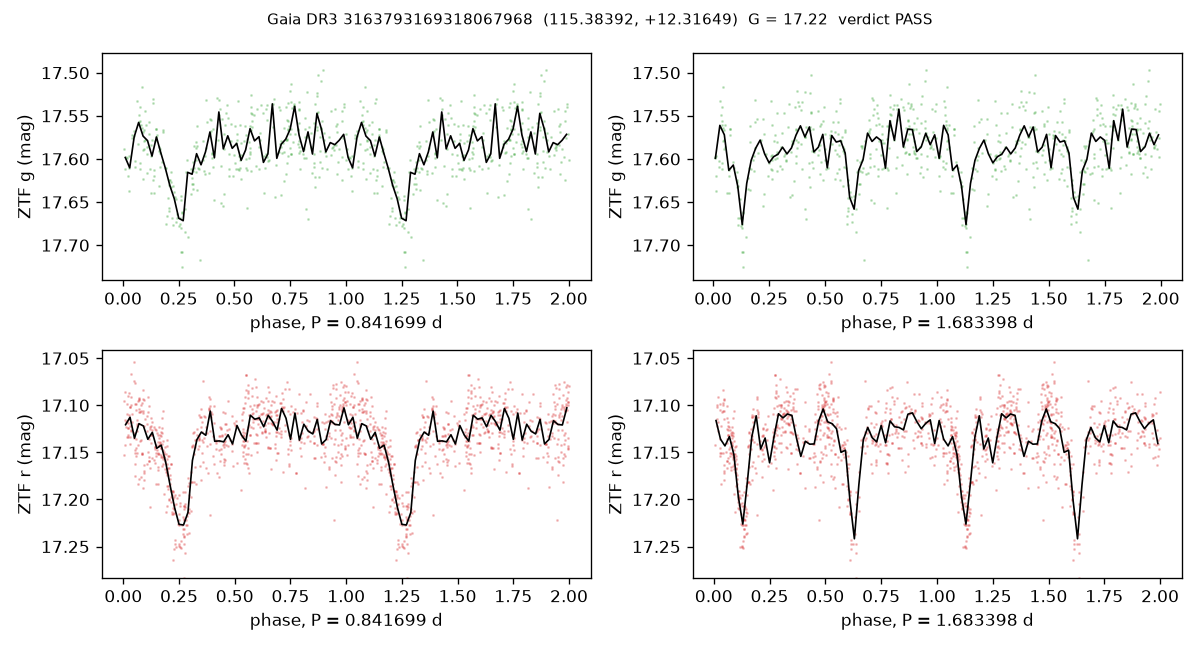 Gaia DR3 3163793169318067968 (115.38392, +12.31649) G = 17.22 verdict PASS
ZTF g (mag)
17.50
17.55
17.60
17.65
17.70
0.00 0.25 0.50 0.75 1.00 1.25 1.50 1.75 2.00
phase, P = 0.841699 d
ZTF g (mag)
17.50
17.55
17.60
17.65
17.70
0.00 0.25 0.50 0.75 1.00 1.25 1.50 1.75 2.00
phase, P = 1.683398 d
ZTF r (mag)
17.05
17.10
17.15
17.20
17.25
0.00 0.25 0.50 0.75 1.00 1.25 1.50 1.75 2.00
phase, P = 0.841699 d
ZTF r (mag)
17.05
17.10
17.15
17.20
17.25
0.00 0.25 0.50 0.75 1.00 1.25 1.50 1.75 2.00
phase, P = 1.683398 d